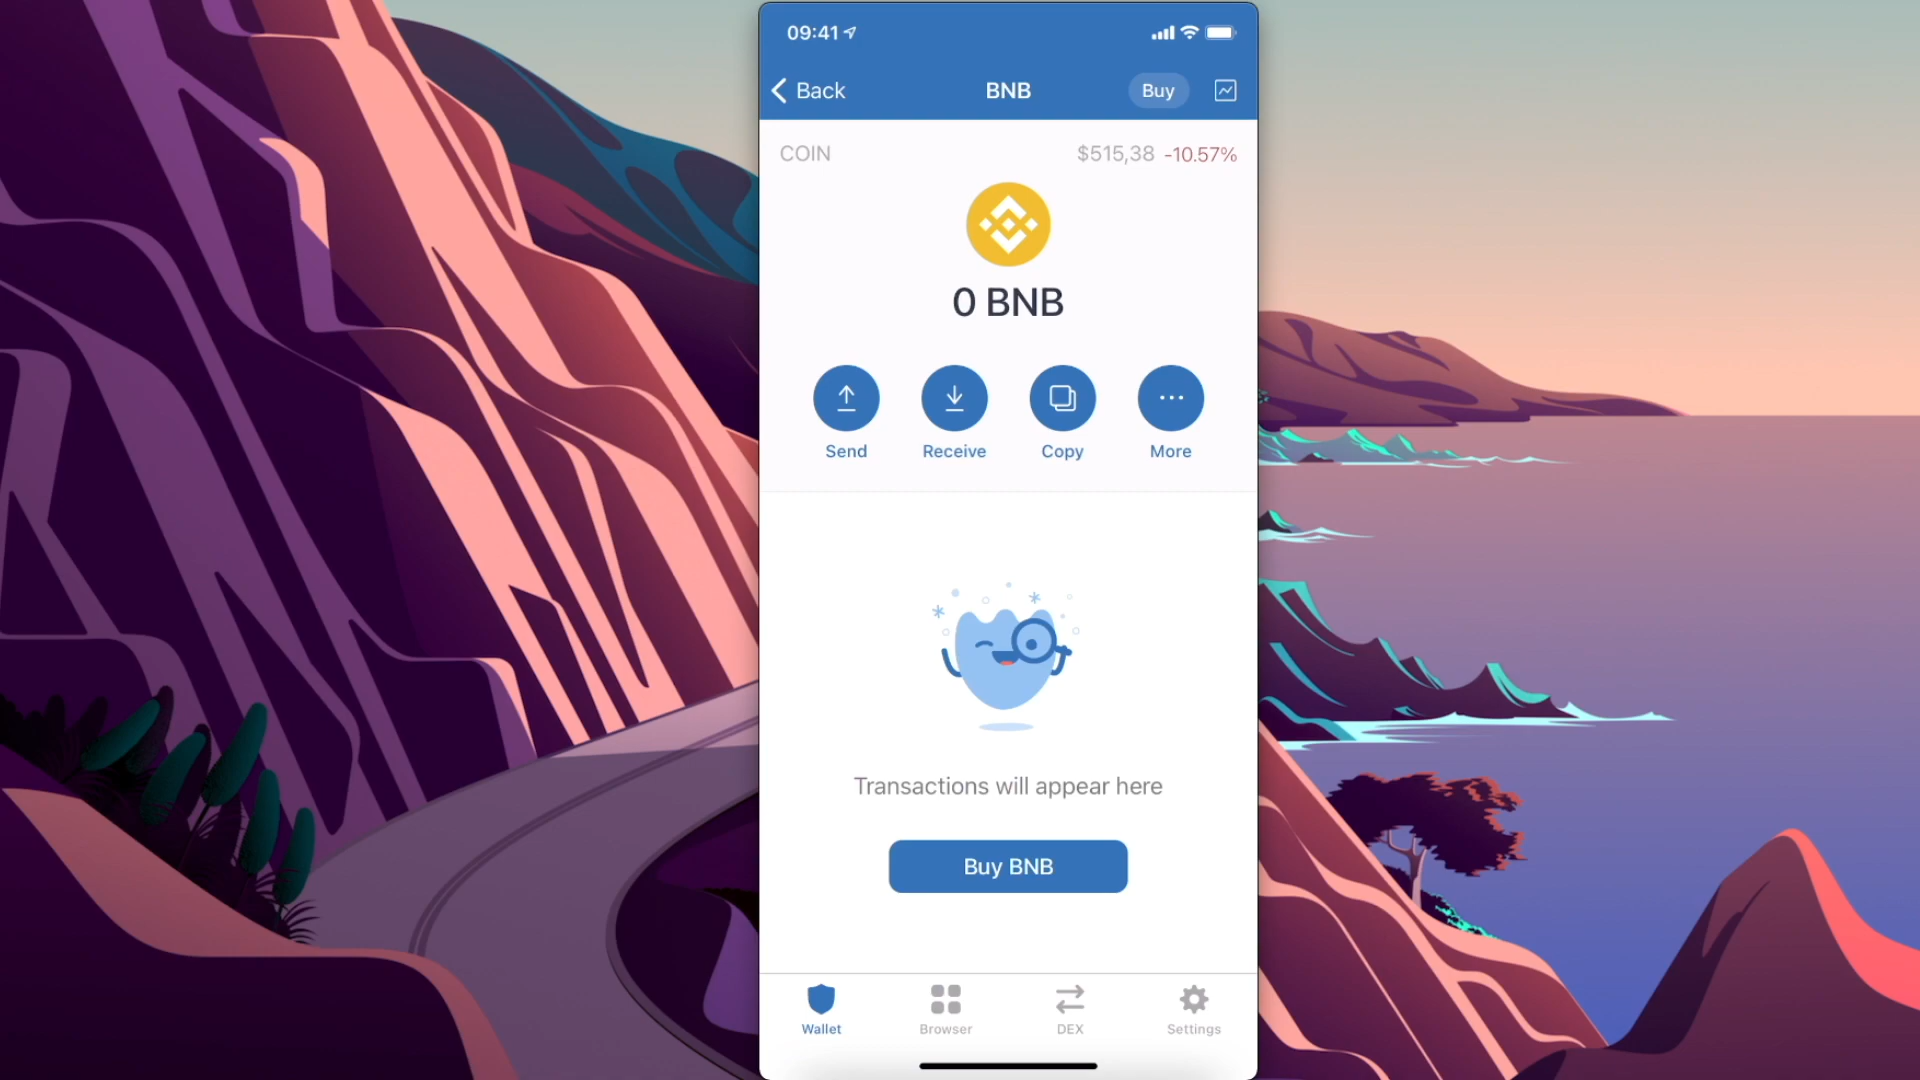 09:41
Back
BNB
Buy
COIN
$515,38 -10.57%
0 BNB
Send
Receive
Copy
More
Transactions will appear here
Buy BNB
Wallet
Browser
DEX
Settings